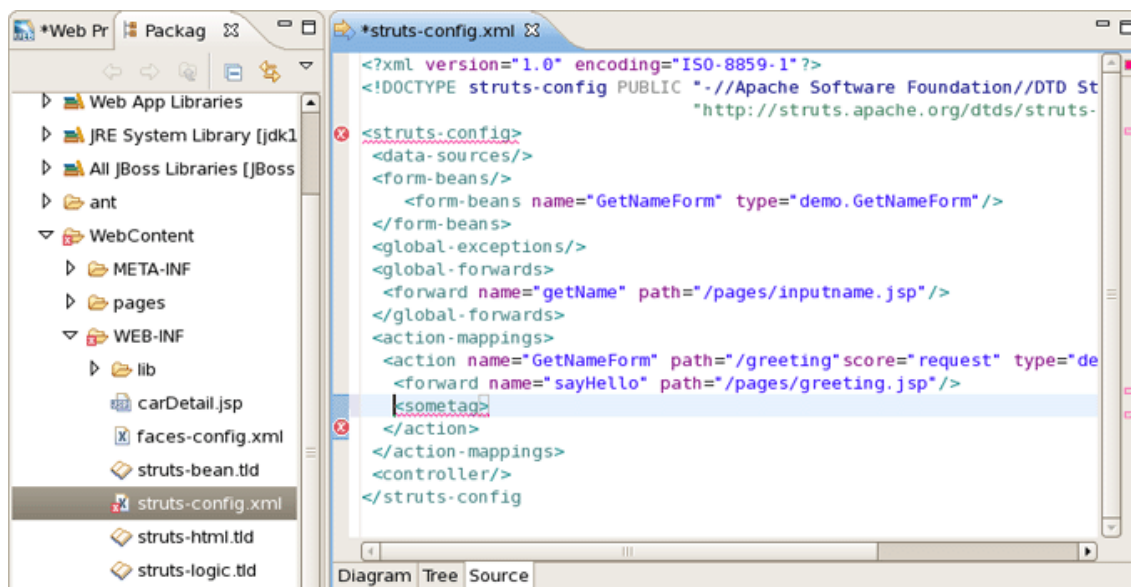 *Web Pr
Packag
Web App Libraries
JRE System Library [jdk1
All JBoss Libraries [JBoss
ant
WebContent
META-INF
pages
WEB-INF
lib
carDetail.jsp
faces-config.xml
struts-bean.tld
struts-config.xml
struts-html.tld
struts-logic.tld
*struts-config.xml
<?xml version="1.0" encoding="ISO-8859-1"?>
<!DOCTYPE struts-config PUBLIC "-//Apache Software Foundation//DTD St
"http://struts.apache.org/dtds/struts-
<struts-config>
<data-sources/>
<form-beans/>
<form-beans name="GetNameForm" type="demo.GetNameForm"/>
</form-beans>
<global-exceptions/>
<global-forwards>
<forward name="getName" path="/pages/inputname.jsp"/>
</global-forwards>
<action-mappings>
<action name="GetNameForm" path="/greeting"score="request" type="de
<forward name="sayHello" path="/pages/greeting.jsp"/>
<sometag>
</action>
</action-mappings>
<controller/>
</struts-config
Diagram Tree Source